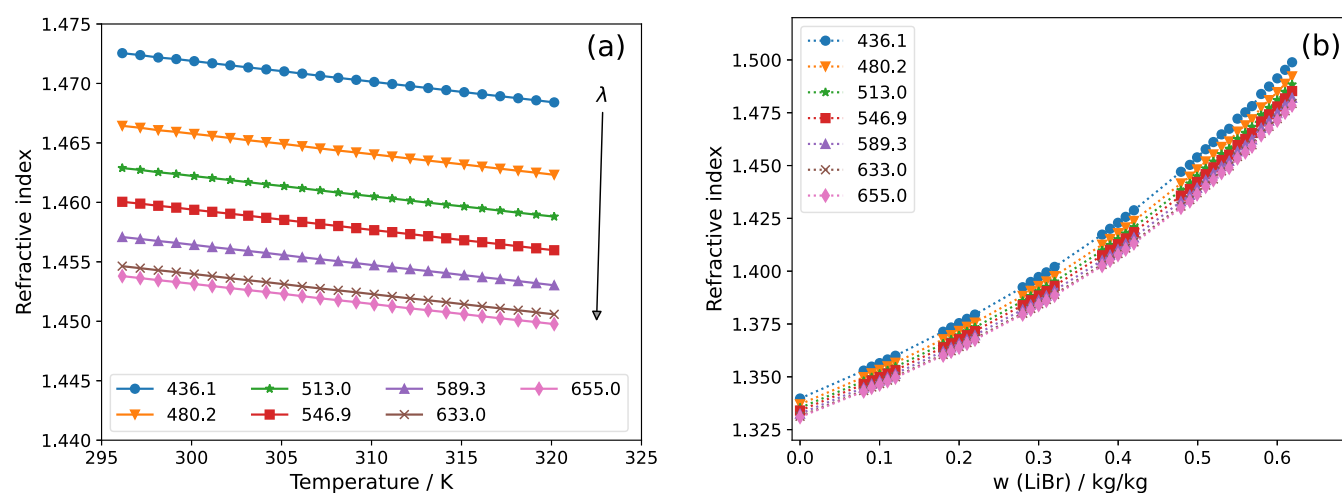 1.475
1.470
1.465
1.460
1.455
1.450
1.445
1.440
Refractive index
(a)
λ
436.1 513.0 589.3 655.0
480.2 546.9 633.0
295 300 305 310 315 320 325
Temperature / K
1.500
1.475
1.450
1.425
1.400
1.375
1.350
1.325
Refractive index
436.1
480.2
513.0
546.9
589.3
633.0
655.0
(b)
0.0 0.1 0.2 0.3 0.4 0.5 0.6
w (LiBr) / kg/kg